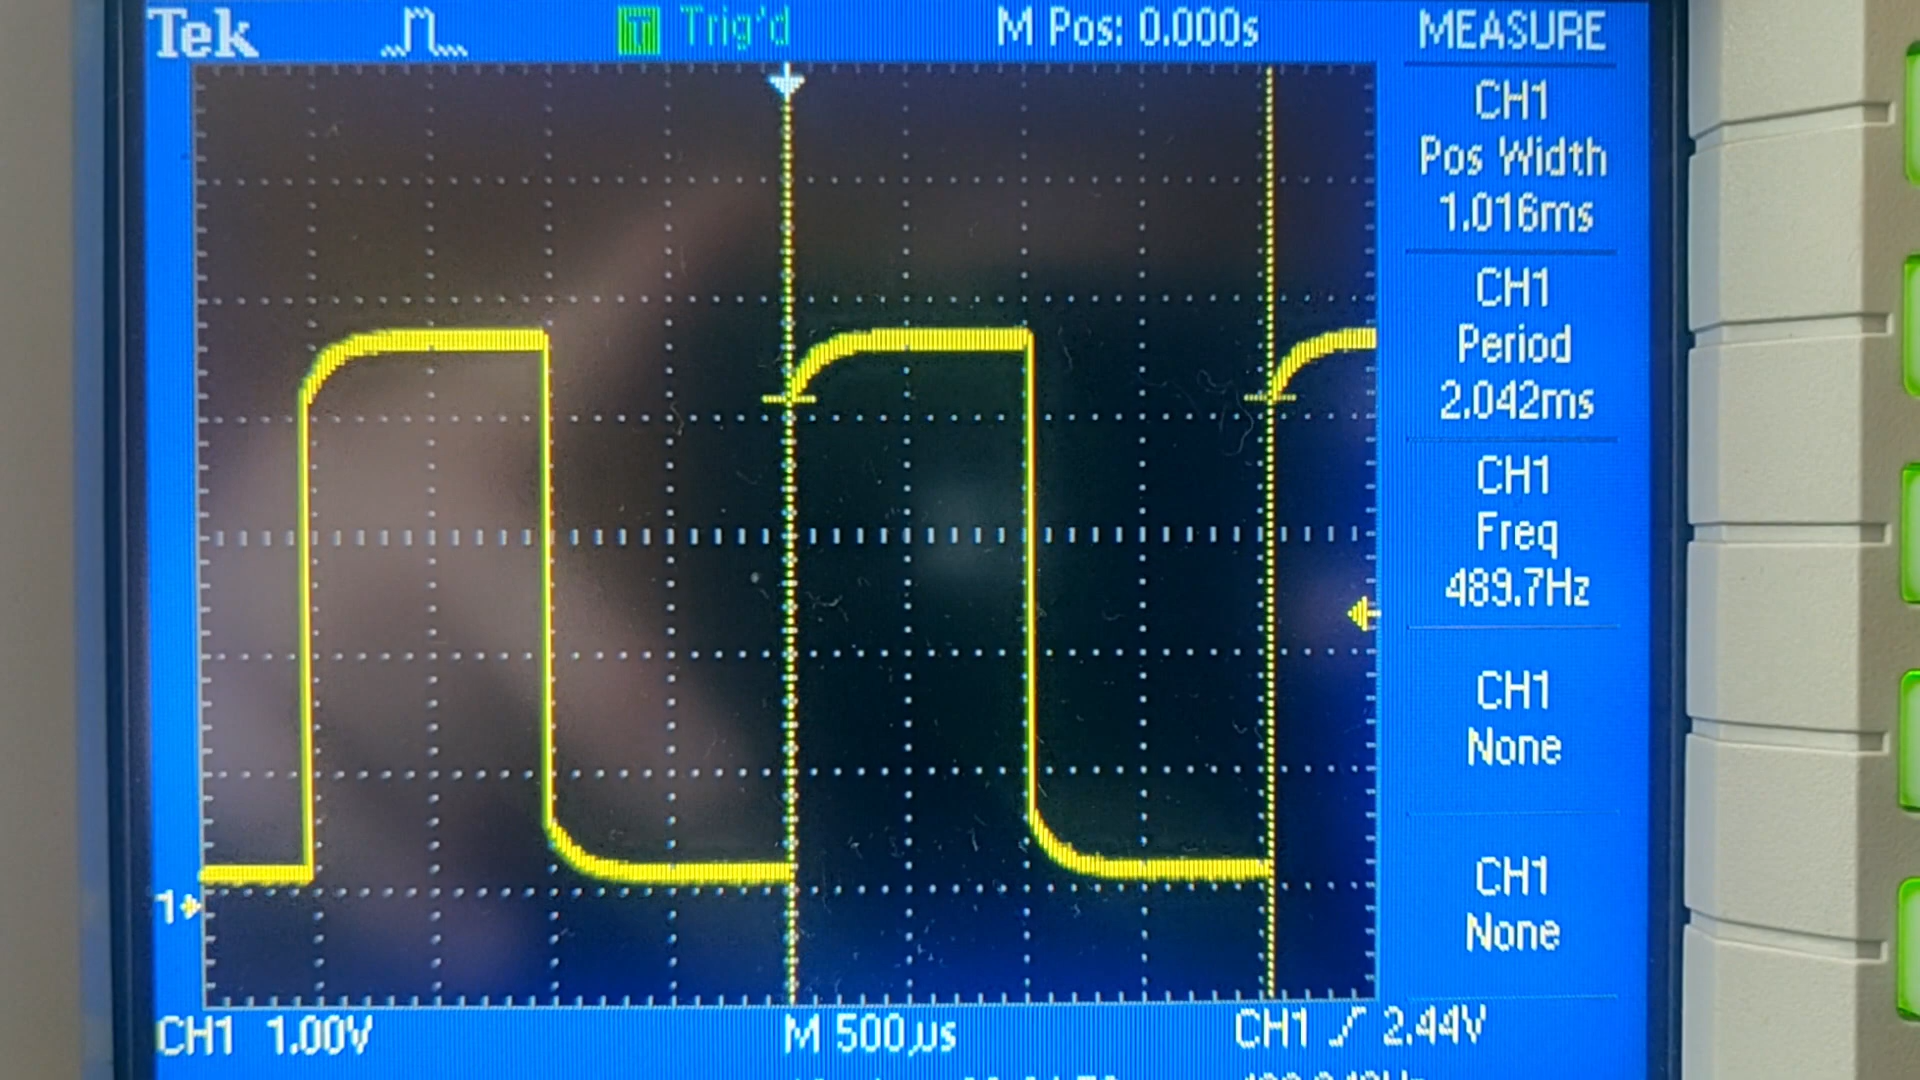 Tek
T Trig'd
M Pos: 0.000s
MEASURE
CH1
Pos Width
1.016ms
CH1
Period
2.042ms
CH1
Freq
489.7Hz
CH1
None
CH1
None
1
CH1 1.00V
M 500µs
CH1 2.44V